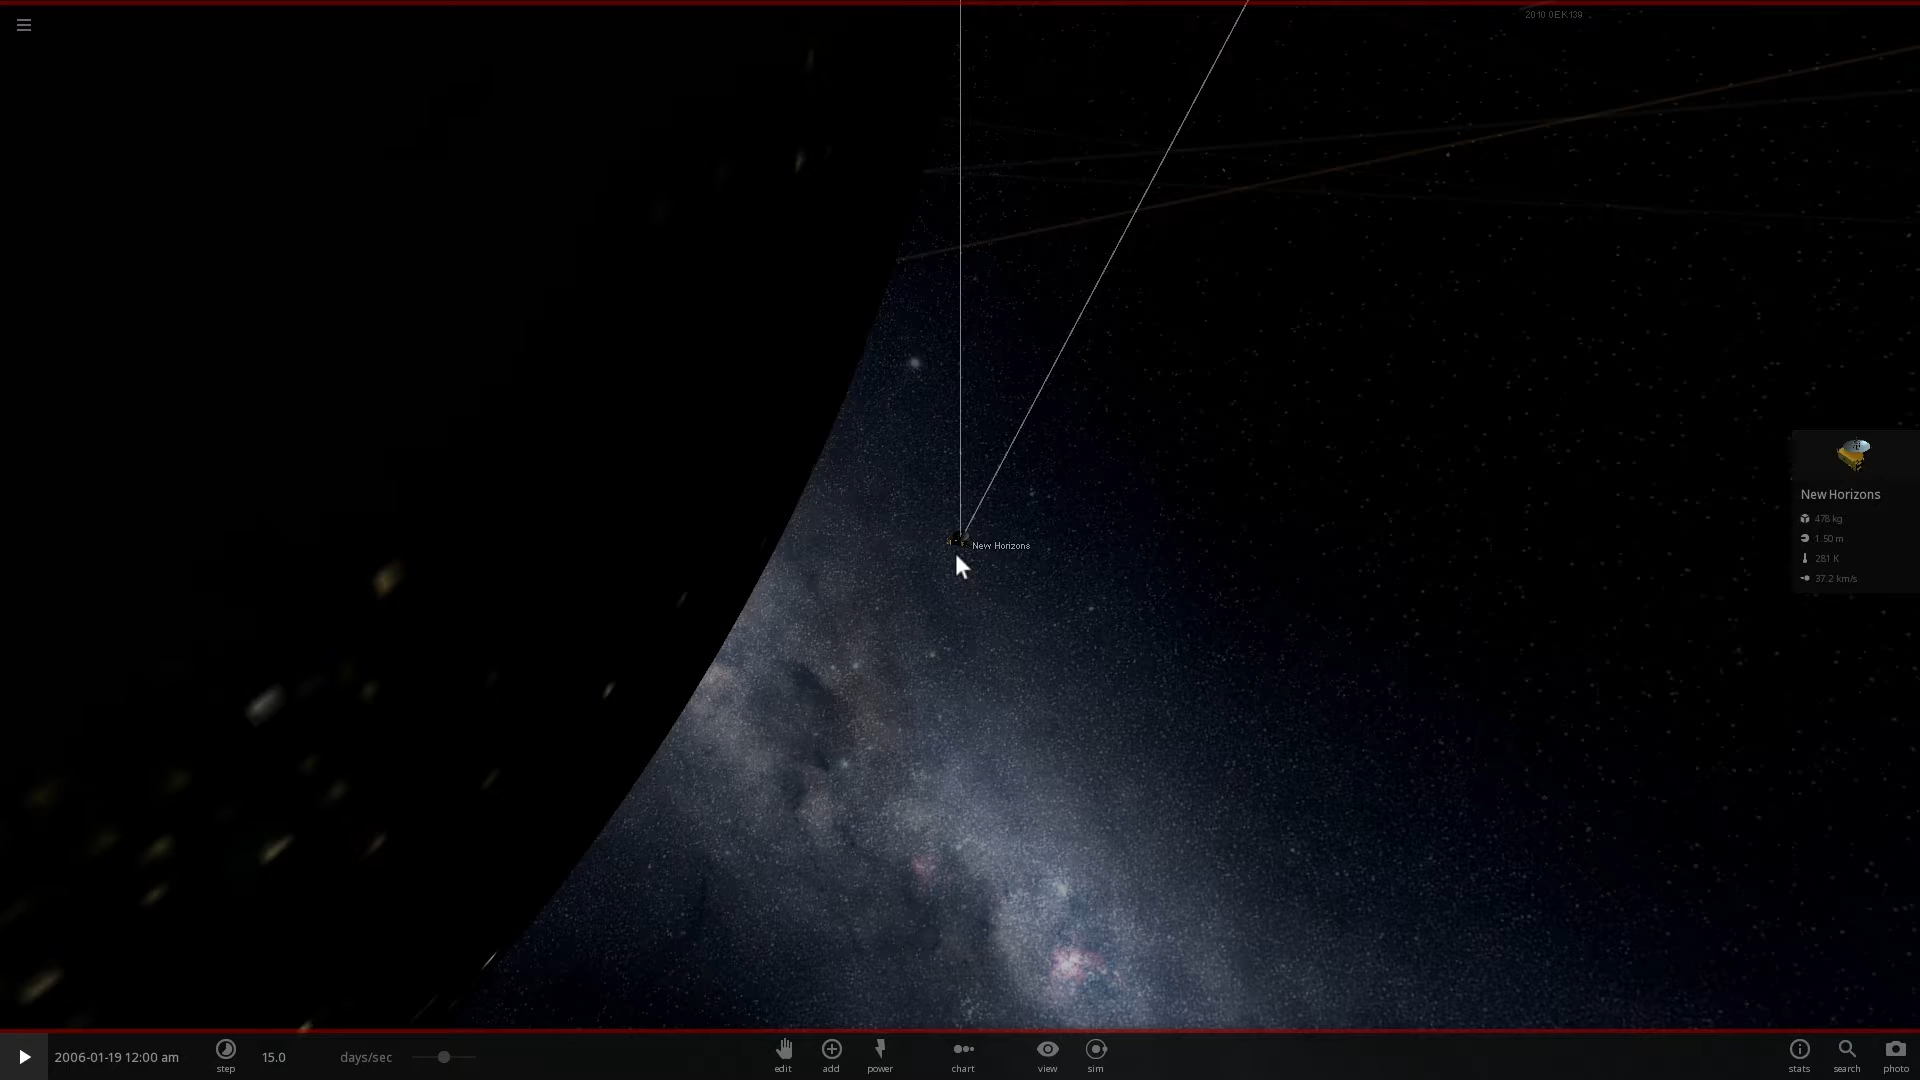 2010 OEK139
New Horizons
New Horizons
478 kg
1.50 m
281 K
37.2 km/s
2006-01-19 12:00 am
step
15.0
days/sec
edit
add
power
chart
view
sim
stats
search
photo